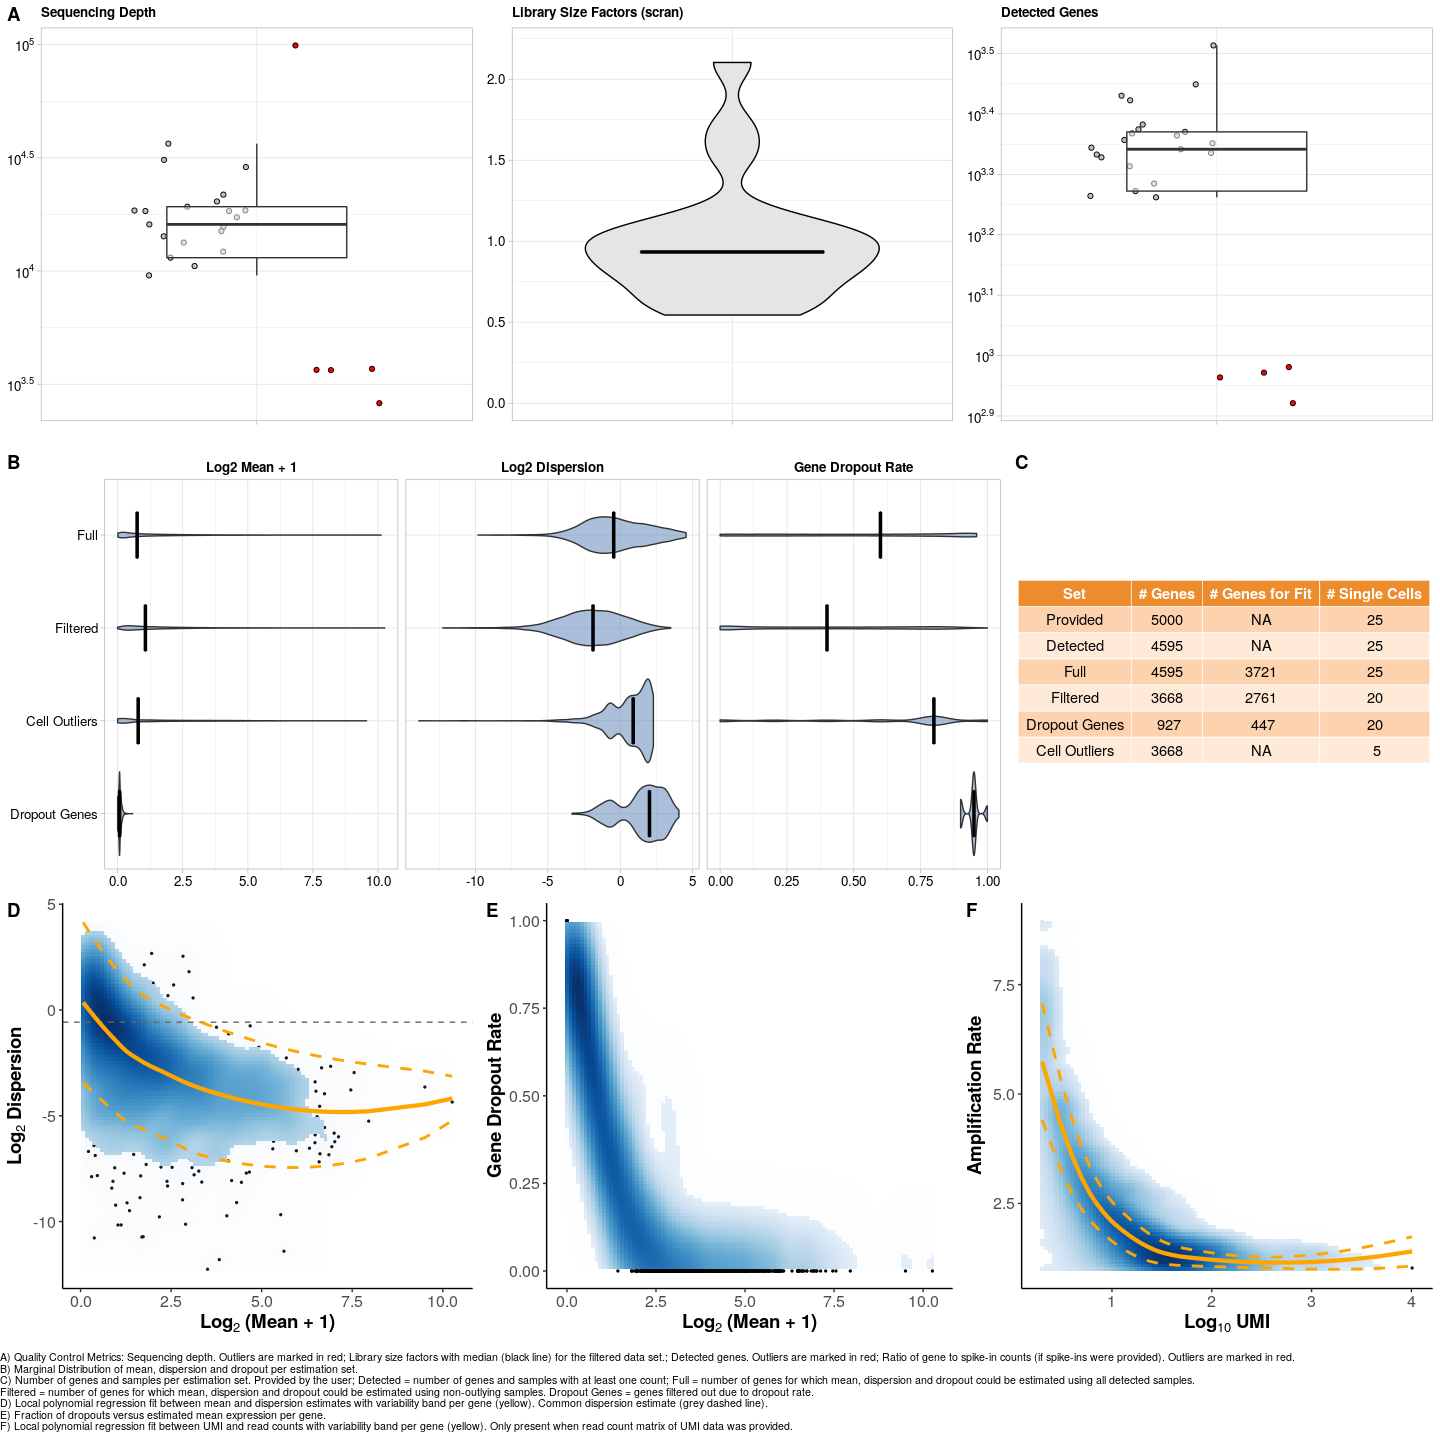 A
Sequencing Depth
10^5
10^4.5
10^4
10^3.5
Library Size Factors (scran)
2.0
1.5
1.0
0.5
0.0
Detected Genes
10^3.5
10^3.4
10^3.3
10^3.2
10^3.1
10^3
10^2.9
B
Log2 Mean + 1
Log2 Dispersion
Gene Dropout Rate
Full
Filtered
Cell Outliers
Dropout Genes
0.0 2.5 5.0 7.5 10.0
-10 -5 0 5
0.00 0.25 0.50 0.75 1.00
C
Set # Genes # Genes for Fit # Single Cells
Provided 5000 NA 25
Detected 4595 NA 25
Full 4595 3721 25
Filtered 3668 2761 20
Dropout Genes 927 447 20
Cell Outliers 3668 NA 5
D
Log2 Dispersion
5
0
-5
-10
0.0 2.5 5.0 7.5 10.0
Log2 (Mean + 1)
E
Gene Dropout Rate
1.00
0.75
0.50
0.25
0.00
0.0 2.5 5.0 7.5 10.0
Log2 (Mean + 1)
F
Amplification Rate
7.5
5.0
2.5
1 2 3 4
Log10 UMI
A) Quality Control Metrics: Sequencing depth. Outliers are marked in red; Library size factors with median (black line) for the filtered data set.; Detected genes. Outliers are marked in red; Ratio of gene to spike-in counts (if spike-ins were provided). Outliers are marked in red.
B) Marginal Distribution of mean, dispersion and dropout per estimation set.
C) Number of genes and samples per estimation set. Provided by the user; Detected = number of genes and samples with at least one count; Full = number of genes for which mean, dispersion and dropout could be estimated using all detected samples.
Filtered = number of genes for which mean, dispersion and dropout could be estimated using non-outlying samples. Dropout Genes = genes filtered out due to dropout rate.
D) Local polynomial regression fit between mean and dispersion estimates with variability band per gene (yellow). Common dispersion estimate (grey dashed line).
E) Fraction of dropouts versus estimated mean expression per gene.
F) Local polynomial regression fit between UMI and read counts with variability band per gene (yellow). Only present when read count matrix of UMI data was provided.